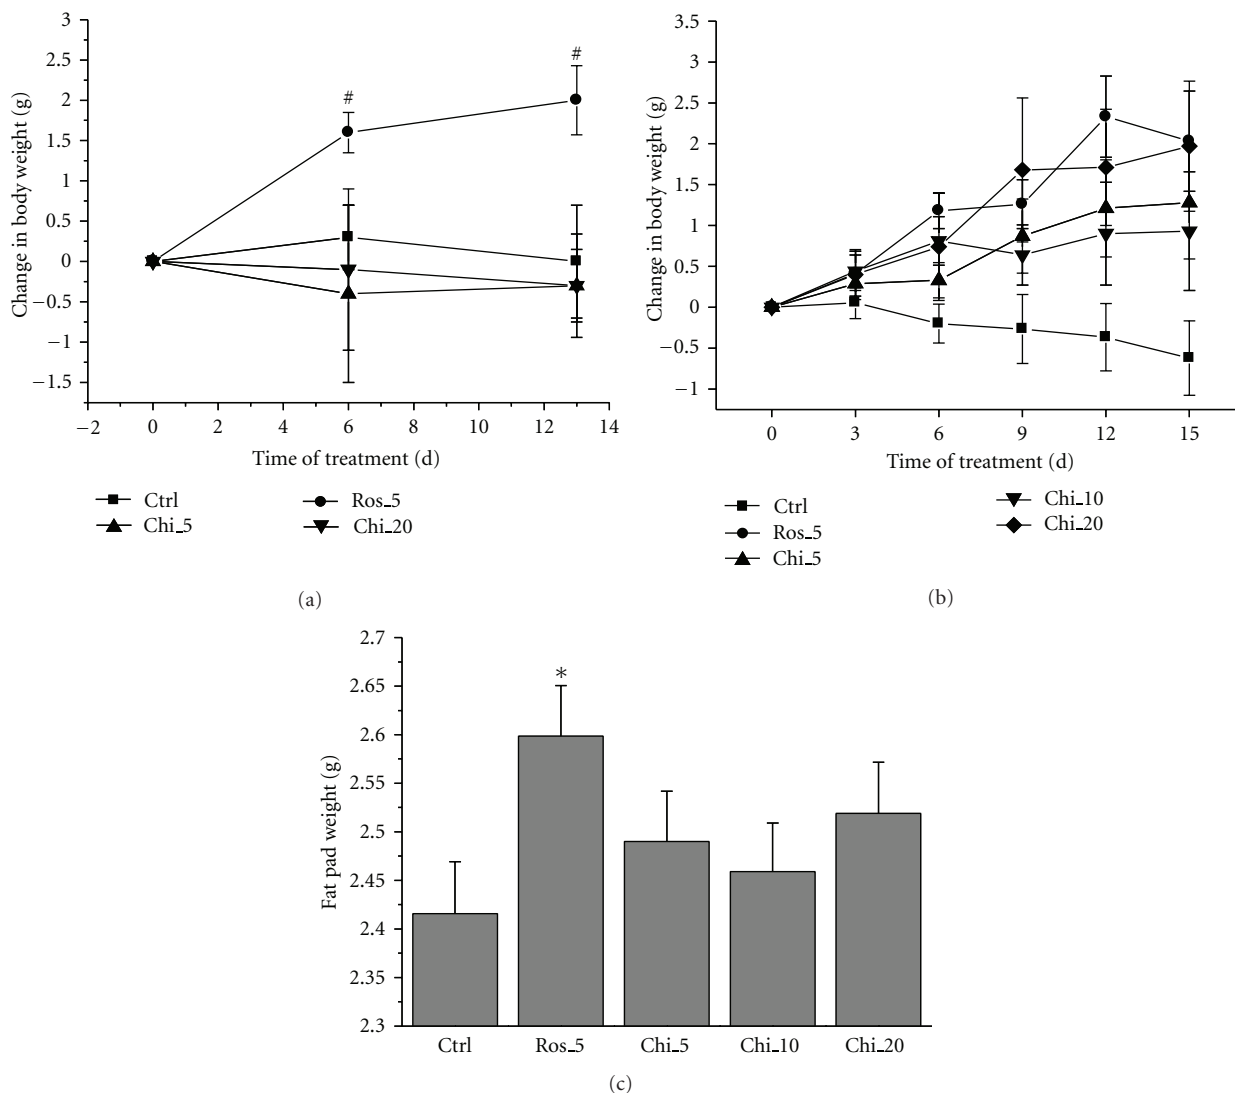 3
2.5
2
1.5
1
0.5
0
−0.5
−1
−1.5
Change in body weight (g)
#
#
−2
0
2
4
6
8
10
12
14
Time of treatment (d)
Ctrl
Chi_5
Ros_5
Chi_20
(a)
3.5
3
2.5
2
1.5
1
0.5
0
−0.5
−1
Change in body weight (g)
0
3
6
9
12
15
Time of treatment (d)
Ctrl
Ros_5
Chi_5
Chi_10
Chi_20
(b)
2.7
2.65
2.6
2.55
2.5
2.45
2.4
2.35
2.3
Fat pad weight (g)
*
Ctrl
Ros_5
Chi_5
Chi_10
Chi_20
(c)